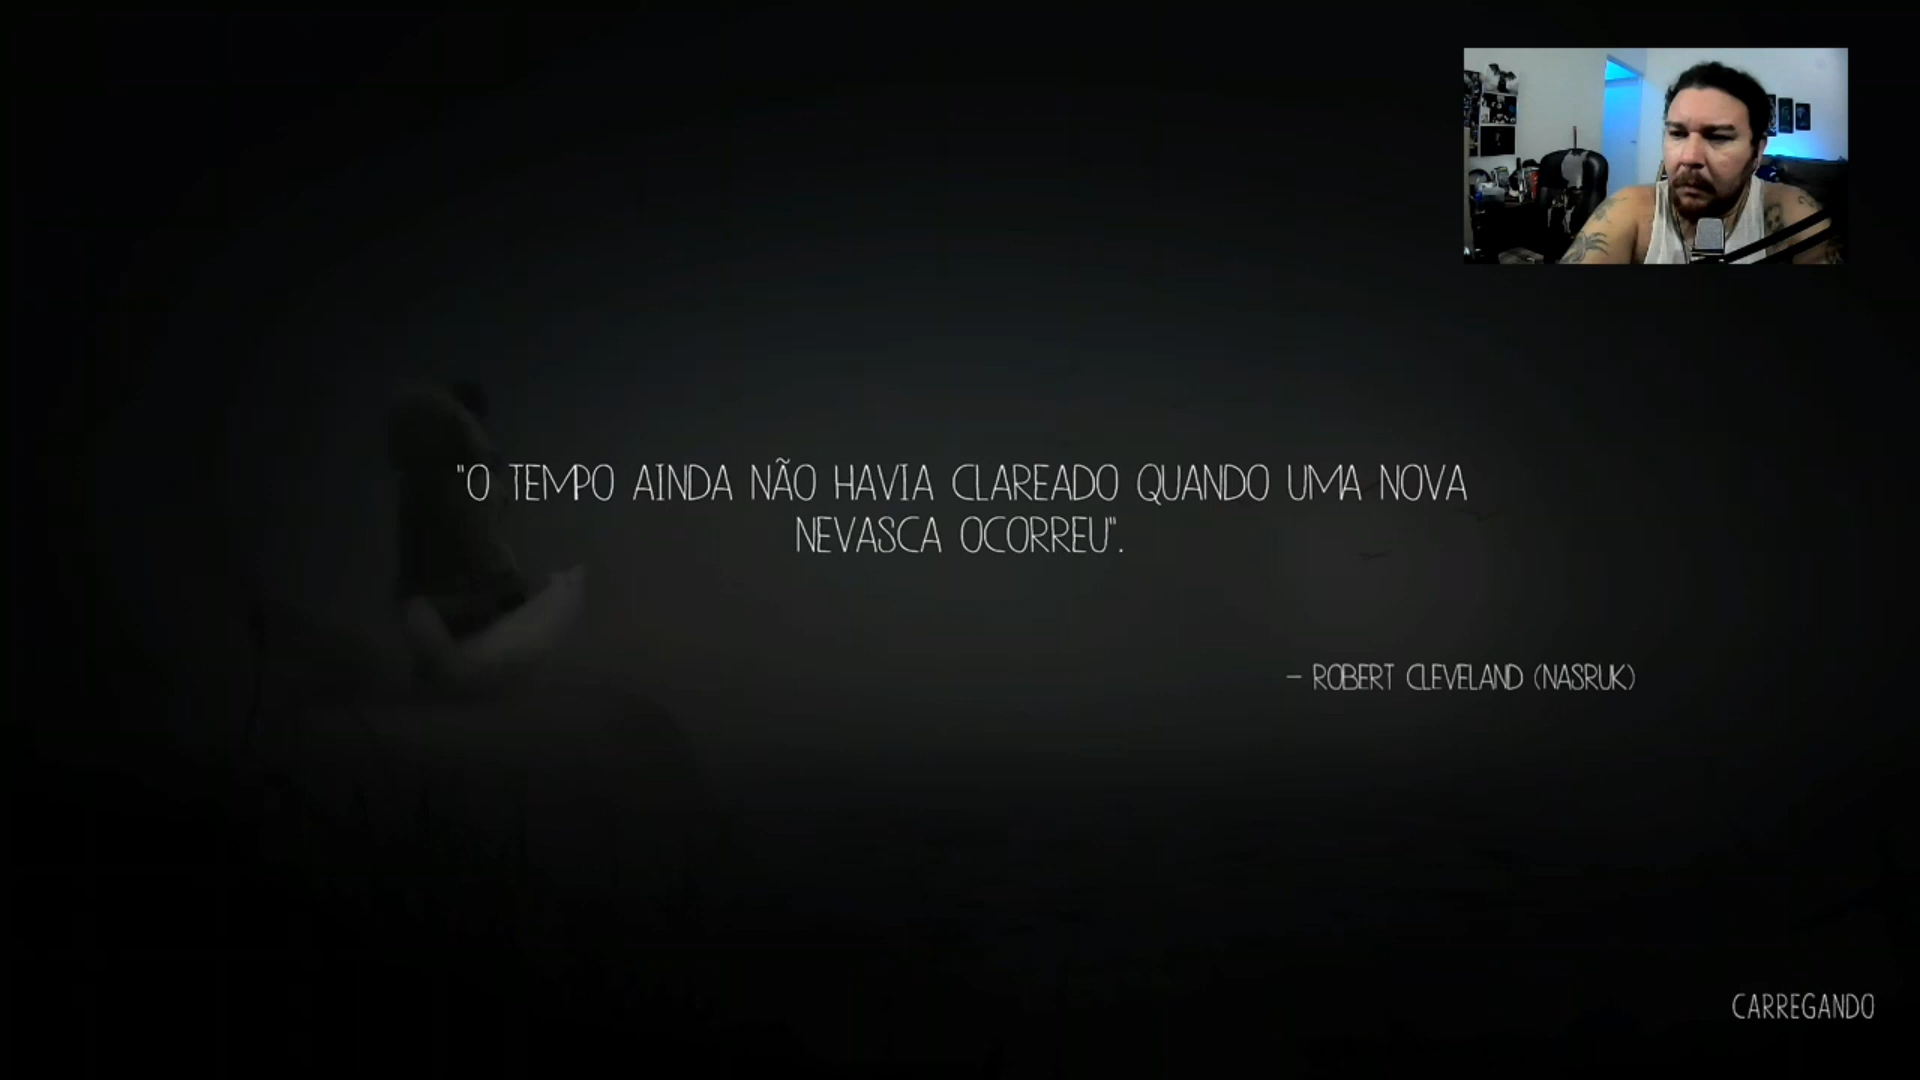 "O TEMPO AINDA NÃO HAVIA CLAREADO QUANDO UMA NOVA
NEVASCA OCORREU".
– ROBERT CLEVELAND (NASRUK)
CARREGANDO